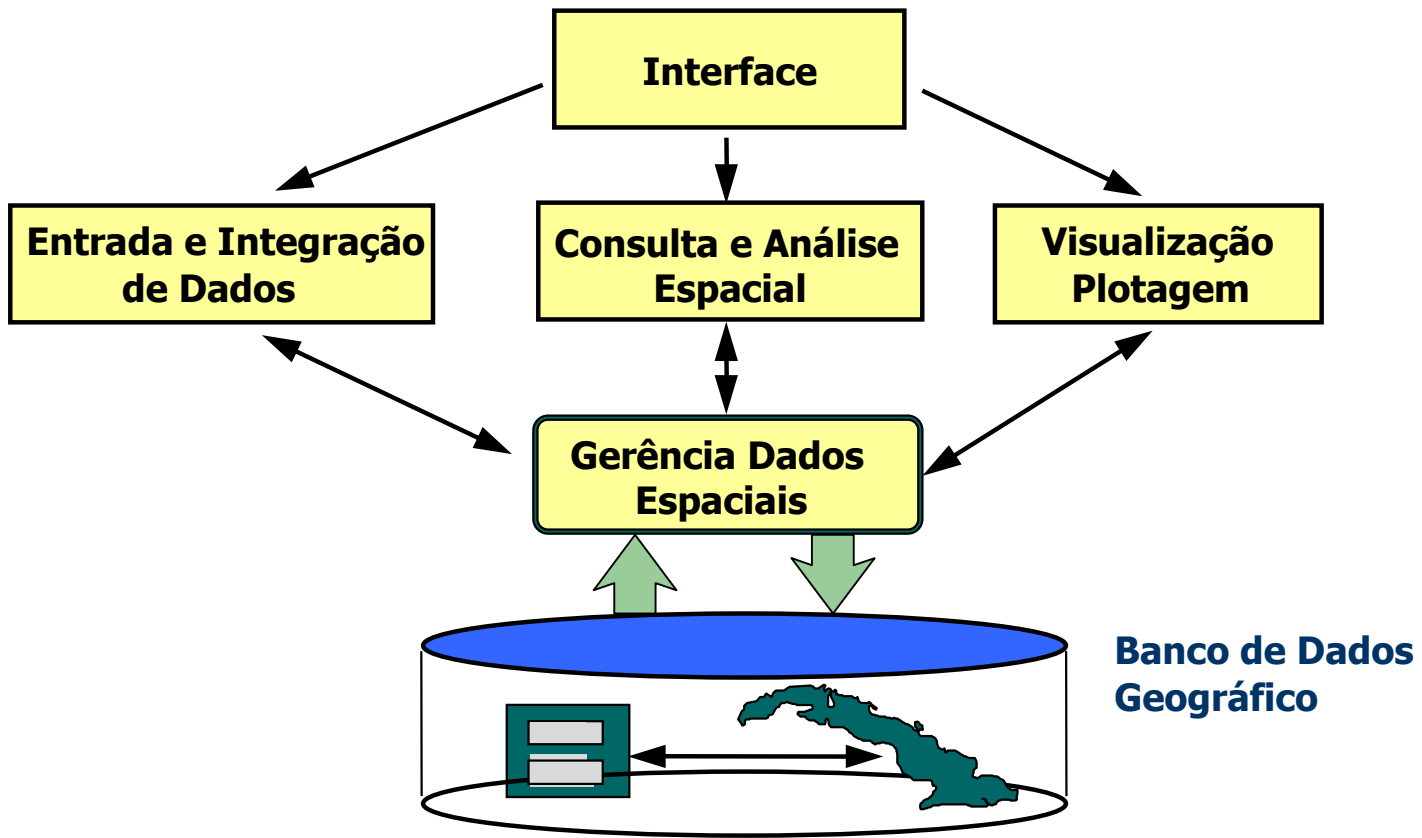 Interface
Entrada e Integração
de Dados
Consulta e Análise
Espacial
Visualização
Plotagem
Gerência Dados
Espaciais
Banco de Dados
Geográfico